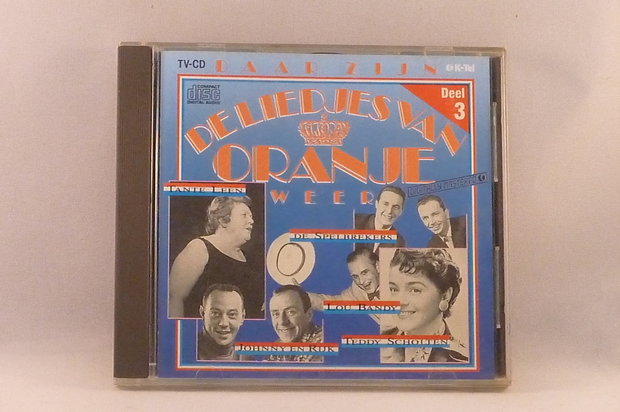 TV-CD
DAAR ZIJN
K-Tel
COMPACT
disc
DIGITAL AUDIO
Deel
3
DE LIEDJES VAN
ORANJE
WEER
TANTE LEEN
DE SPELBREKERS
LOU BANDY
JOHNNY EN RIJK
TEDDY SCHOLTEN